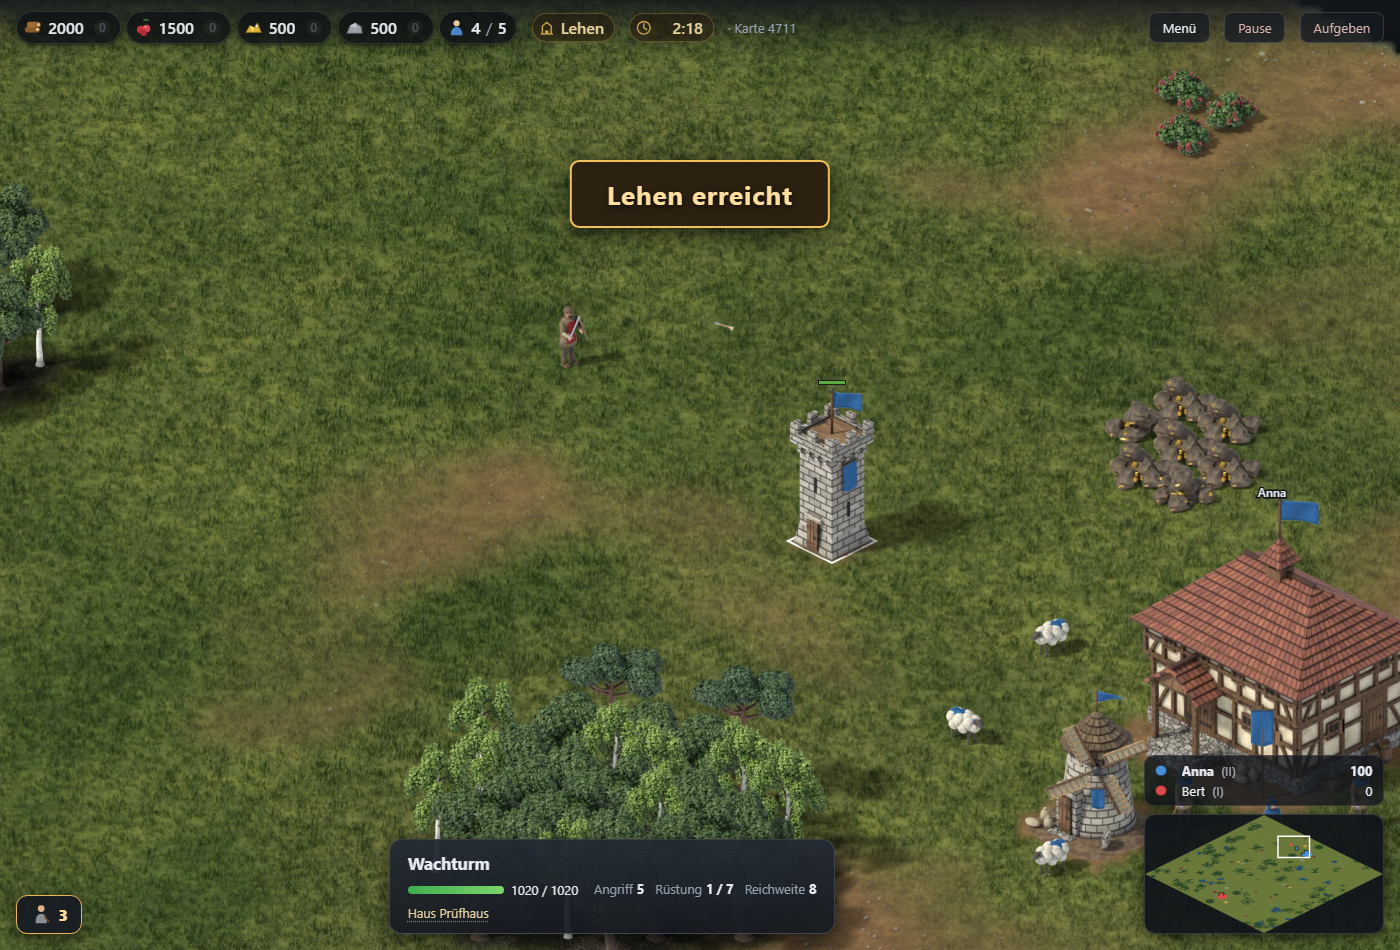 2000 0 1500 0 500 0 500 0 4 / 5 Lehen 2:18 · Karte 4711 Menü Pause Aufgeben
Lehen erreicht
Anna
Anna (II) 100
Bert (I) 0
Wachturm
1020 / 1020 Angriff 5 Rüstung 1 / 7 Reichweite 8
Haus Prüfhaus
3